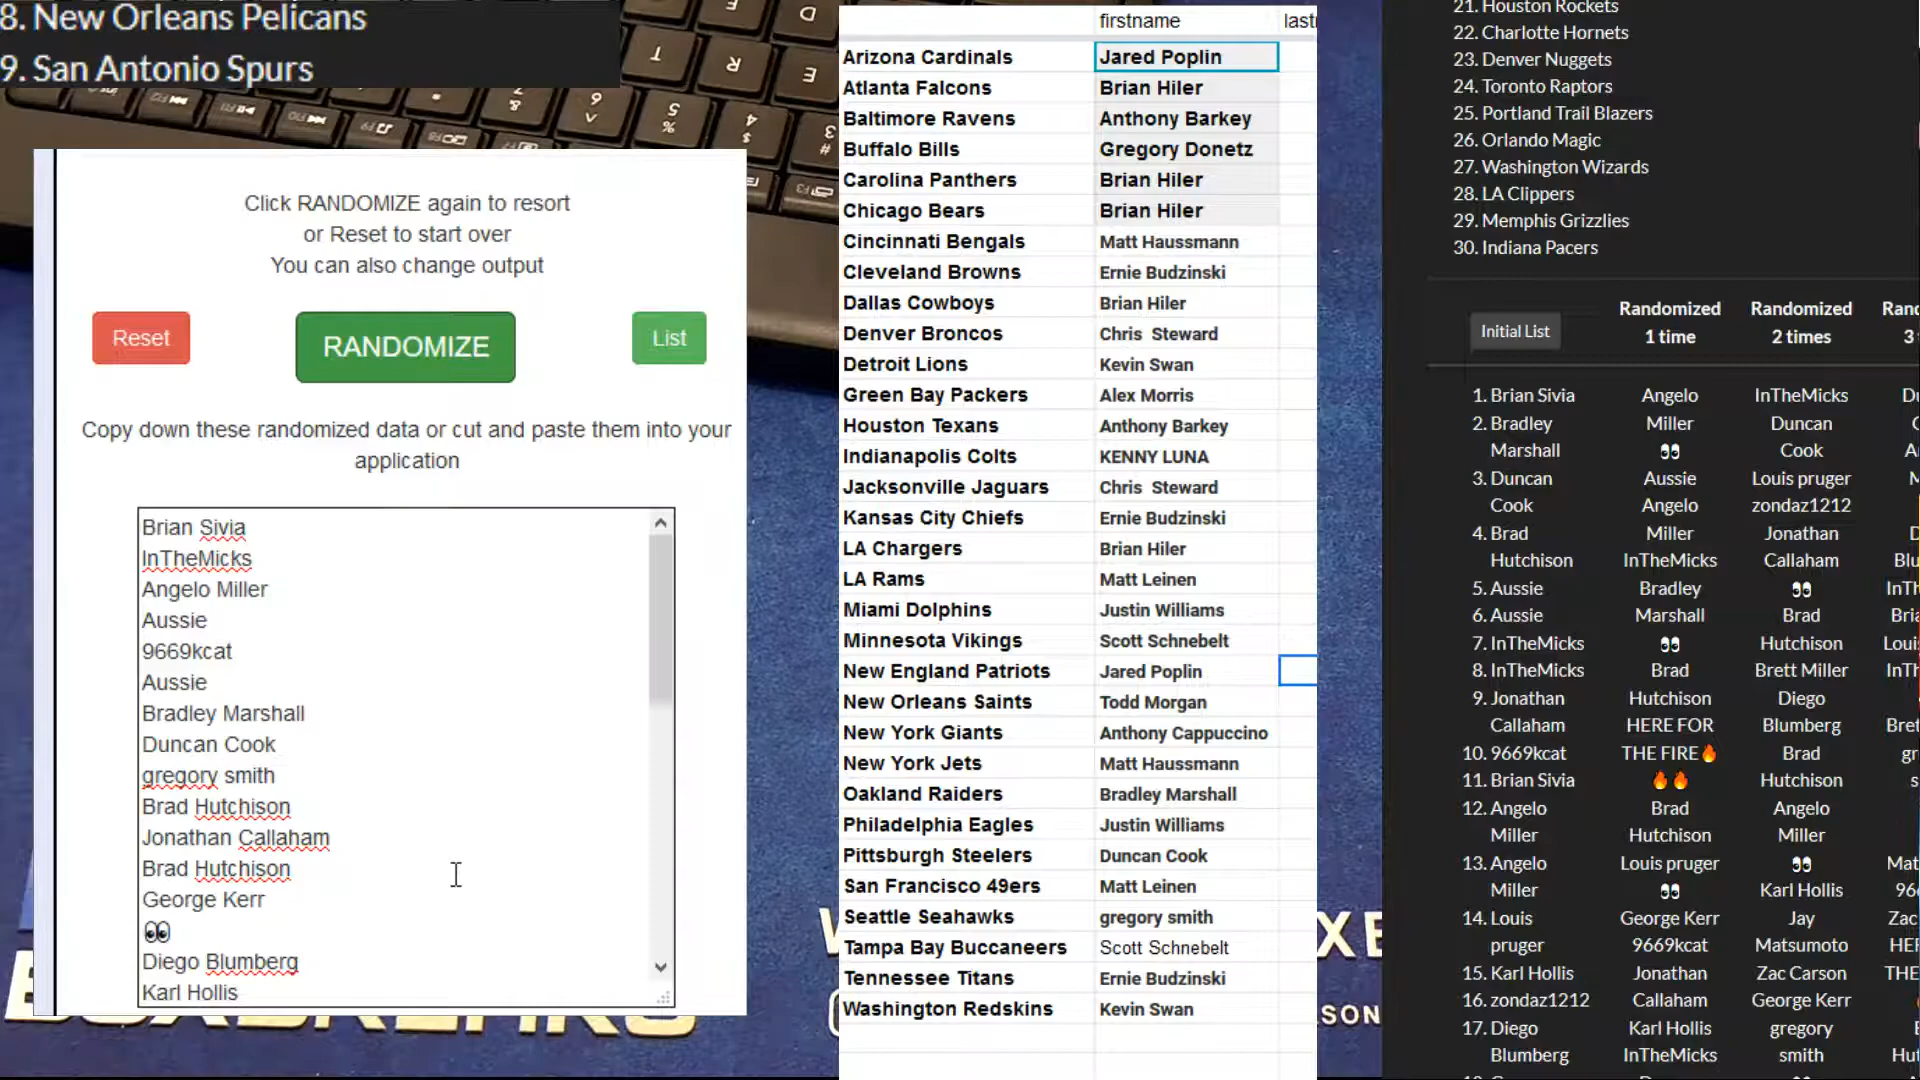 8. New Orleans Pelicans
9. San Antonio Spurs
Click RANDOMIZE again to resort
or Reset to start over
You can also change output
Reset
RANDOMIZE
List
Copy down these randomized data or cut and paste them into your
application
Brian Sivia
InTheMicks
Angelo Miller
Aussie
9669kcat
Aussie
Bradley Marshall
Duncan Cook
gregory smith
Brad Hutchison
Jonathan Callaham
Brad Hutchison
George Kerr
👀
Diego Blumberg
Karl Hollis
firstname
Arizona Cardinals Jared Poplin
Atlanta Falcons Brian Hiler
Baltimore Ravens Anthony Barkey
Buffalo Bills Gregory Donetz
Carolina Panthers Brian Hiler
Chicago Bears Brian Hiler
Cincinnati Bengals Matt Haussmann
Cleveland Browns Ernie Budzinski
Dallas Cowboys Brian Hiler
Denver Broncos Chris  Steward
Detroit Lions Kevin Swan
Green Bay Packers Alex Morris
Houston Texans Anthony Barkey
Indianapolis Colts KENNY LUNA
Jacksonville Jaguars Chris  Steward
Kansas City Chiefs Ernie Budzinski
LA Chargers Brian Hiler
LA Rams Matt Leinen
Miami Dolphins Justin Williams
Minnesota Vikings Scott Schnebelt
New England Patriots Jared Poplin
New Orleans Saints Todd Morgan
New York Giants Anthony Cappuccino
New York Jets Matt Haussmann
Oakland Raiders Bradley Marshall
Philadelphia Eagles Justin Williams
Pittsburgh Steelers Duncan Cook
San Francisco 49ers Matt Leinen
Seattle Seahawks gregory smith
Tampa Bay Buccaneers Scott Schnebelt
Tennessee Titans Ernie Budzinski
Washington Redskins Kevin Swan
21. Houston Rockets
22. Charlotte Hornets
23. Denver Nuggets
24. Toronto Raptors
25. Portland Trail Blazers
26. Orlando Magic
27. Washington Wizards
28. LA Clippers
29. Memphis Grizzlies
30. Indiana Pacers
Initial List
Randomized
1 time
Randomized
2 times
1. Brian Sivia
2. Bradley
Marshall
3. Duncan
Cook
4. Brad
Hutchison
5. Aussie
6. Aussie
7. InTheMicks
8. InTheMicks
9. Jonathan
Callaham
10. 9669kcat
11. Brian Sivia
12. Angelo
Miller
13. Angelo
Miller
14. Louis
pruger
15. Karl Hollis
16. zondaz1212
17. Diego
Blumberg
Angelo
Miller
👀
Aussie
Angelo
Miller
InTheMicks
Bradley
Marshall
👀
Brad
Hutchison
HERE FOR
THE FIRE🔥
🔥🔥
Brad
Hutchison
Louis pruger
👀
George Kerr
9669kcat
Jonathan
Callaham
Karl Hollis
InTheMicks
InTheMicks
Duncan
Cook
Louis pruger
zondaz1212
Jonathan
Callaham
👀
Brad
Hutchison
Brett Miller
Diego
Blumberg
Brad
Hutchison
Angelo
Miller
👀
Karl Hollis
Jay
Matsumoto
Zac Carson
George Kerr
gregory
smith